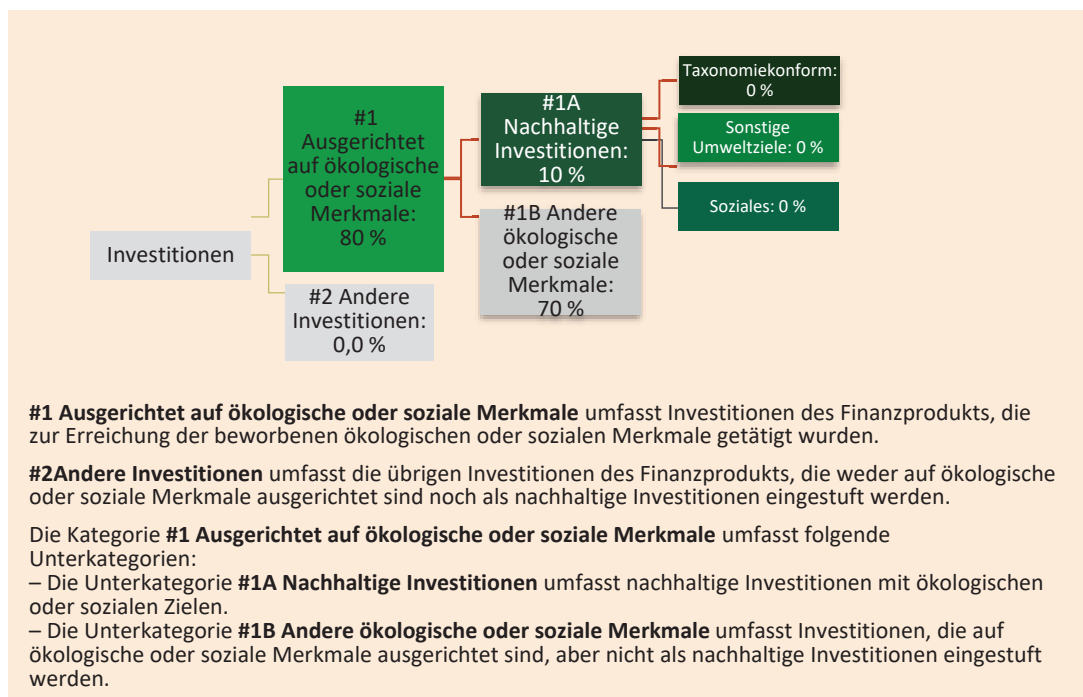 Investitionen
#1
Ausgerichtet
auf ökologische
oder soziale
Merkmale:
80 %
#2 Andere
Investitionen:
0,0 %
#1A
Nachhaltige
Investitionen:
10 %
#1B Andere
ökologische
oder soziale
Merkmale:
70 %
Taxonomiekonform:
0 %
Sonstige
Umweltziele: 0 %
Soziales: 0 %
#1 Ausgerichtet auf ökologische oder soziale Merkmale umfasst Investitionen des Finanzprodukts, die
zur Erreichung der beworbenen ökologischen oder sozialen Merkmale getätigt wurden.
#2Andere Investitionen umfasst die übrigen Investitionen des Finanzprodukts, die weder auf ökologische
oder soziale Merkmale ausgerichtet sind noch als nachhaltige Investitionen eingestuft werden.
Die Kategorie #1 Ausgerichtet auf ökologische oder soziale Merkmale umfasst folgende
Unterkategorien:
– Die Unterkategorie #1A Nachhaltige Investitionen umfasst nachhaltige Investitionen mit ökologischen
oder sozialen Zielen.
– Die Unterkategorie #1B Andere ökologische oder soziale Merkmale umfasst Investitionen, die auf
ökologische oder soziale Merkmale ausgerichtet sind, aber nicht als nachhaltige Investitionen eingestuft
werden.